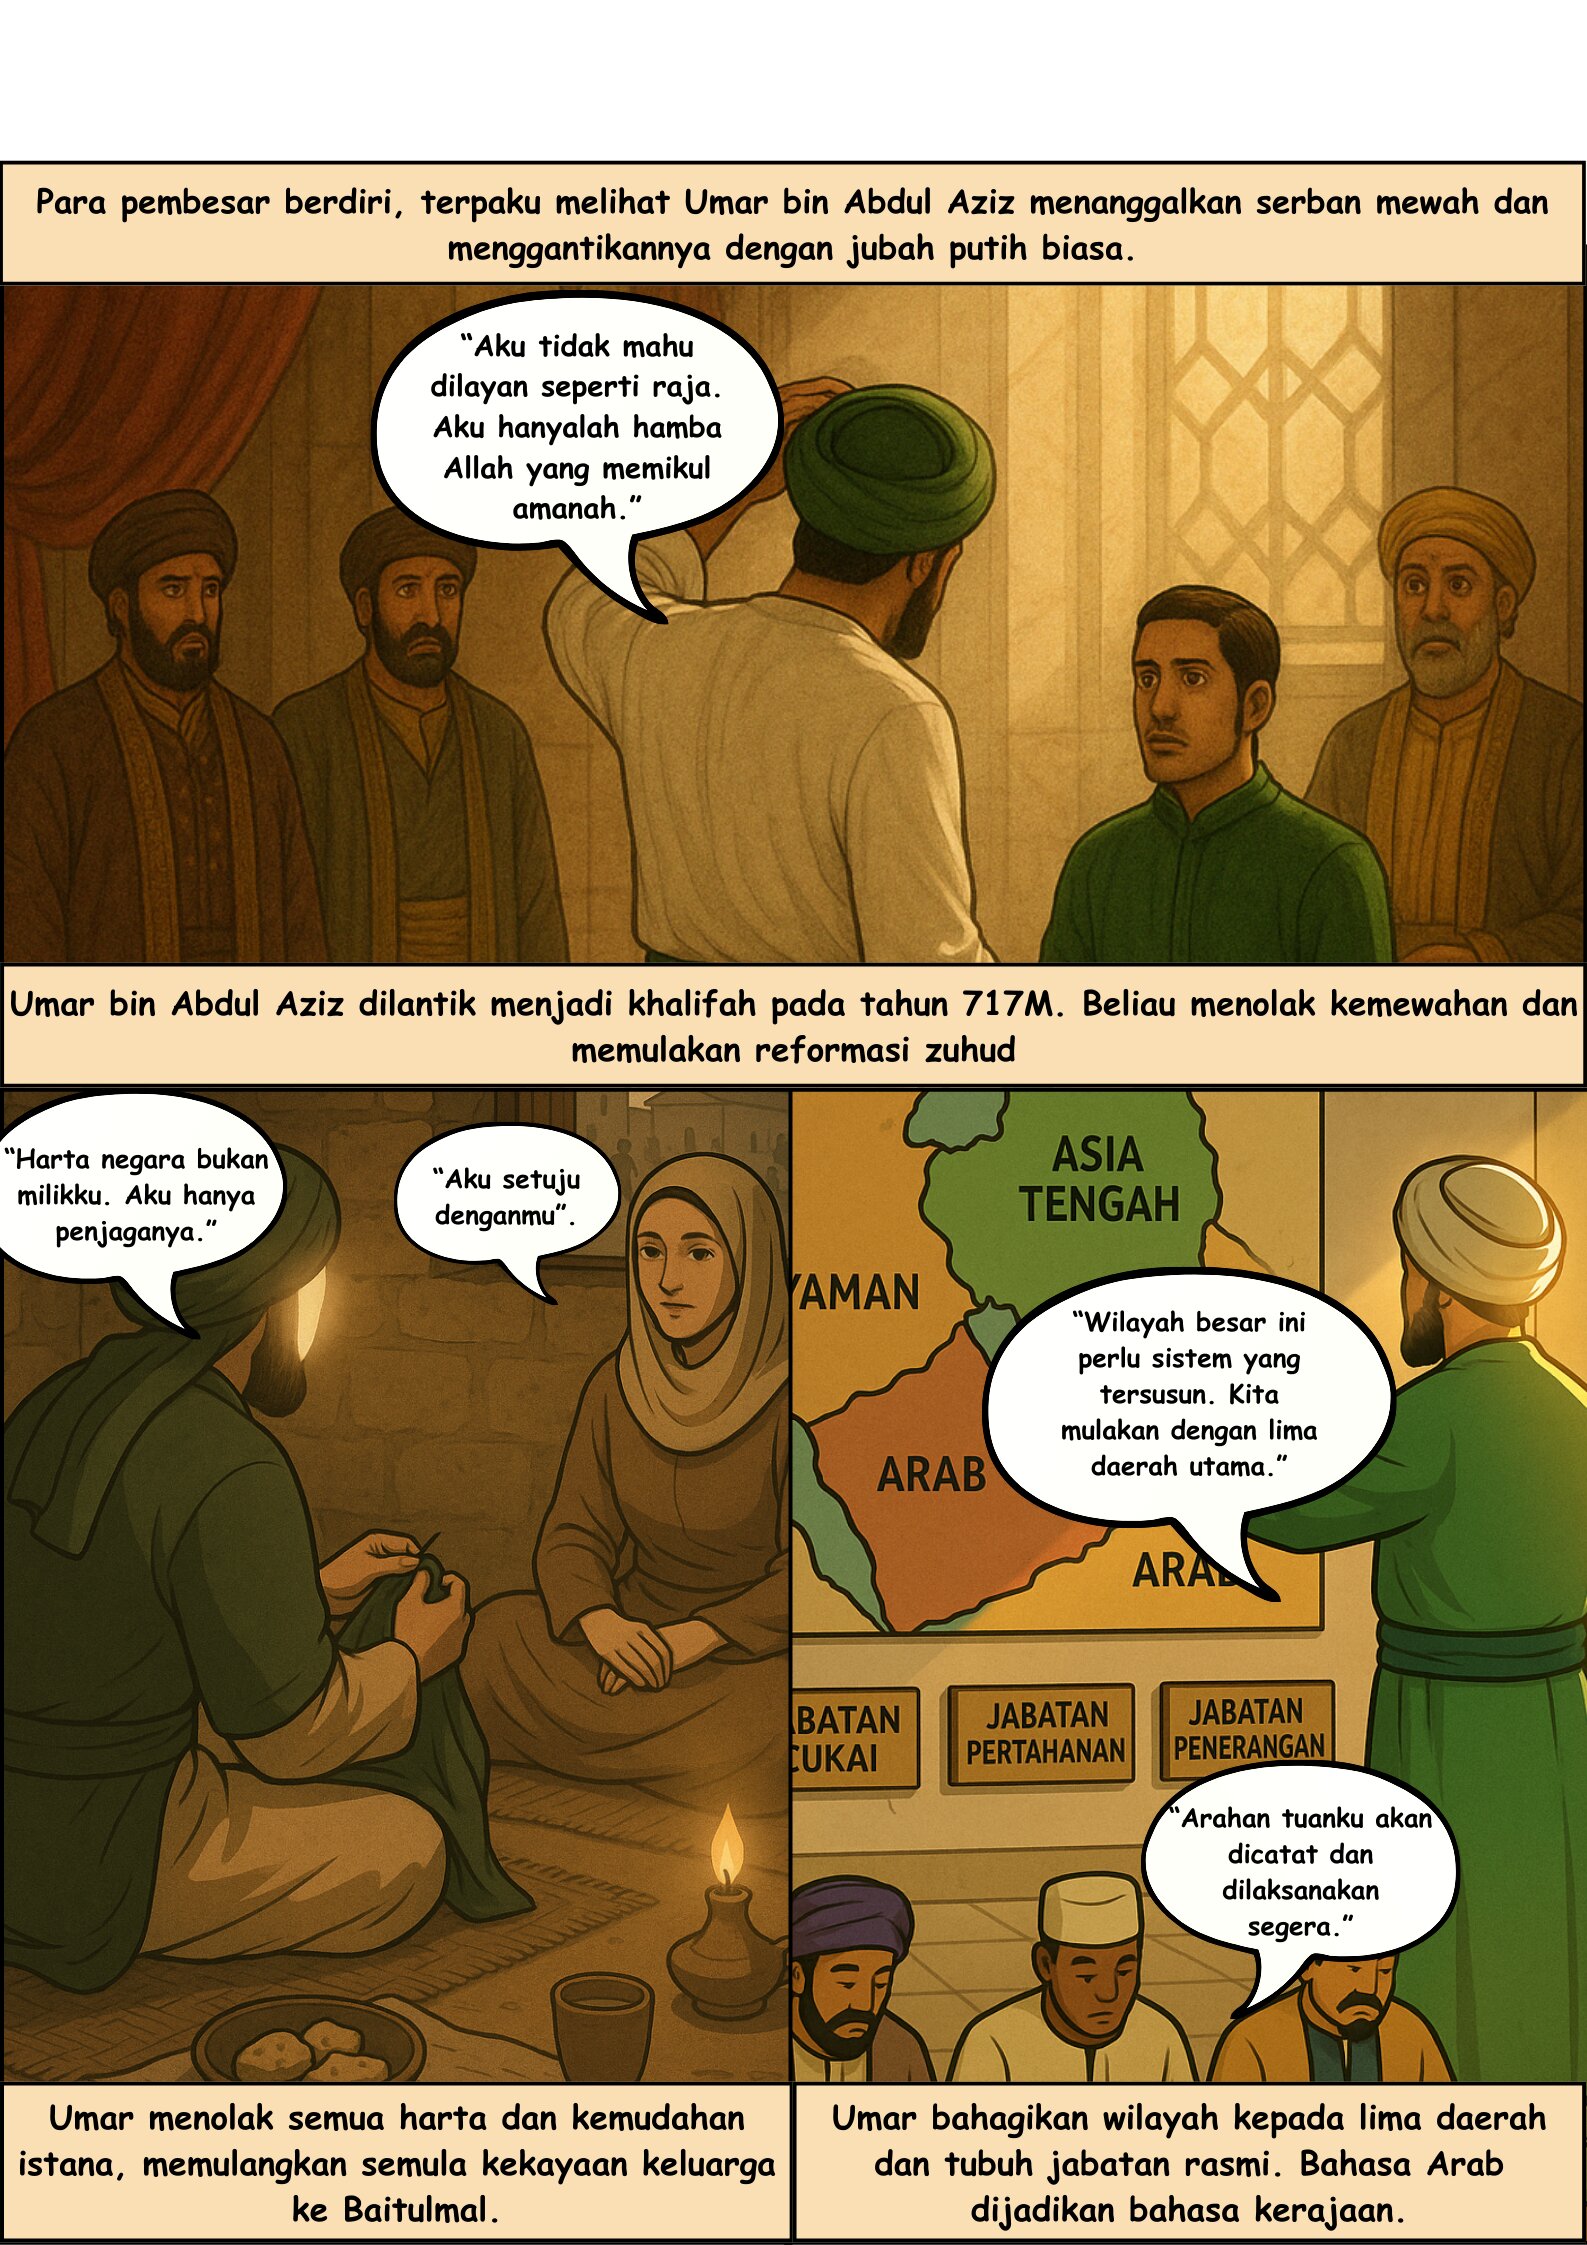 Para pembesar berdiri, terpaku melihat Umar bin Abdul Aziz menanggalkan serban mewah dan
menggantikannya dengan jubah putih biasa.
“Aku tidak mahu
dilayan seperti raja.
Aku hanyalah hamba
Allah yang memikul
amanah.”
Umar bin Abdul Aziz dilantik menjadi khalifah pada tahun 717M. Beliau menolak kemewahan dan
memulakan reformasi zuhud
“Harta negara bukan
milikku. Aku hanya
penjaganya.”
“Aku setuju
denganmu”.
ASIA
TENGAH
YAMAN
“Wilayah besar ini
perlu sistem yang
tersusun. Kita
mulakan dengan lima
daerah utama.”
ARAB
ARAB
BATAN
CUKAI
JABATAN
PERTAHANAN
JABATAN
PENERANGAN
“Arahan tuanku akan
dicatat dan
dilaksanakan
segera.”
Umar menolak semua harta dan kemudahan
istana, memulangkan semula kekayaan keluarga
ke Baitulmal.
Umar bahagikan wilayah kepada lima daerah
dan tubuh jabatan rasmi. Bahasa Arab
dijadikan bahasa kerajaan.